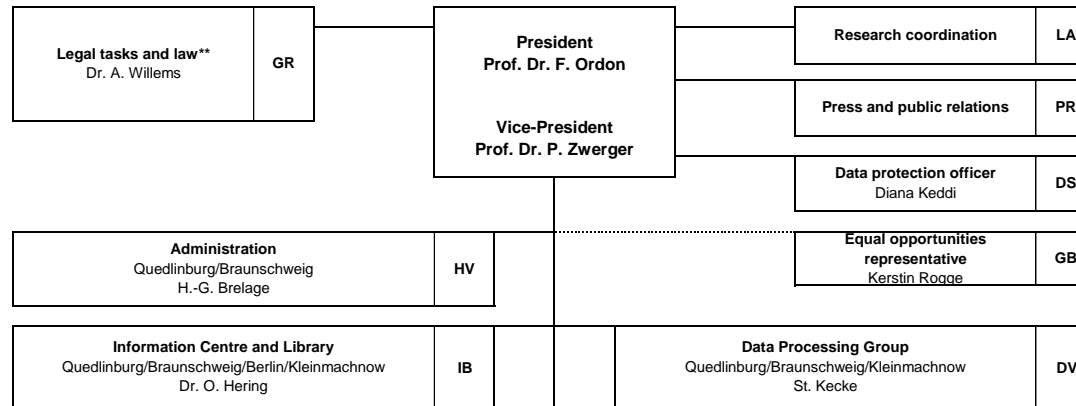 Legal tasks and law**
Dr. A. Willems
GR
President
Prof. Dr. F. Ordon
Vice-President
Prof. Dr. P. Zwerger
Research coordination
LA
Press and public relations
PR
Data protection officer
Diana Keddi
DS
Administration
Quedlinburg/Braunschweig
H.-G. Brelage
HV
Equal opportunities
representative
Kerstin Rogge
GB
Information Centre and Library
Quedlinburg/Braunschweig/Berlin/Kleinmachnow
Dr. O. Hering
IB
Data Processing Group
Quedlinburg/Braunschweig/Kleinmachnow
St. Kecke
DV